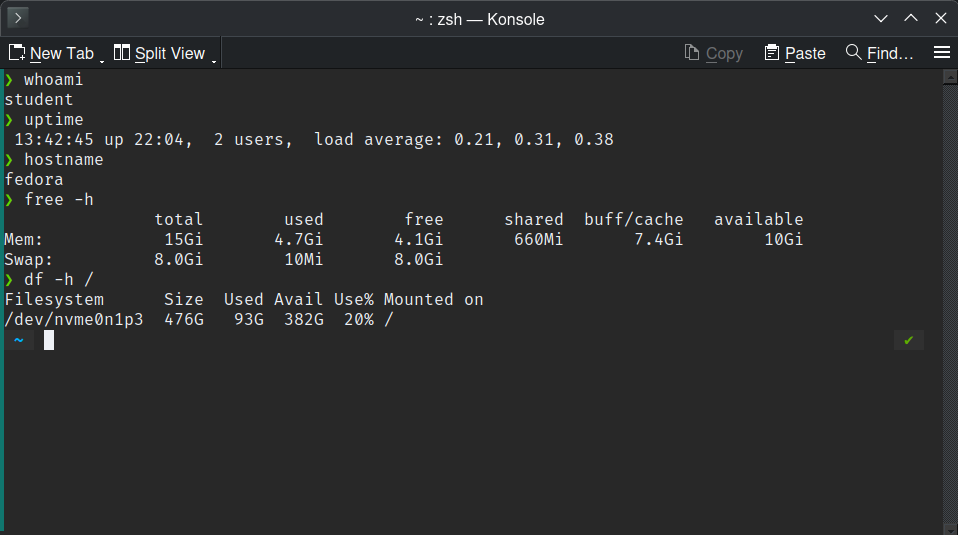 ~ : zsh — Konsole
New Tab Split View Copy Paste Find...
❯ whoami
student
❯ uptime
 13:42:45 up 22:04,  2 users,  load average: 0.21, 0.31, 0.38
❯ hostname
fedora
❯ free -h
               total        used        free      shared  buff/cache   available
Mem:            15Gi       4.7Gi       4.1Gi       660Mi       7.4Gi        10Gi
Swap:          8.0Gi        10Mi       8.0Gi
❯ df -h /
Filesystem      Size  Used Avail Use% Mounted on
/dev/nvme0n1p3  476G   93G  382G  20% /
~ ✔